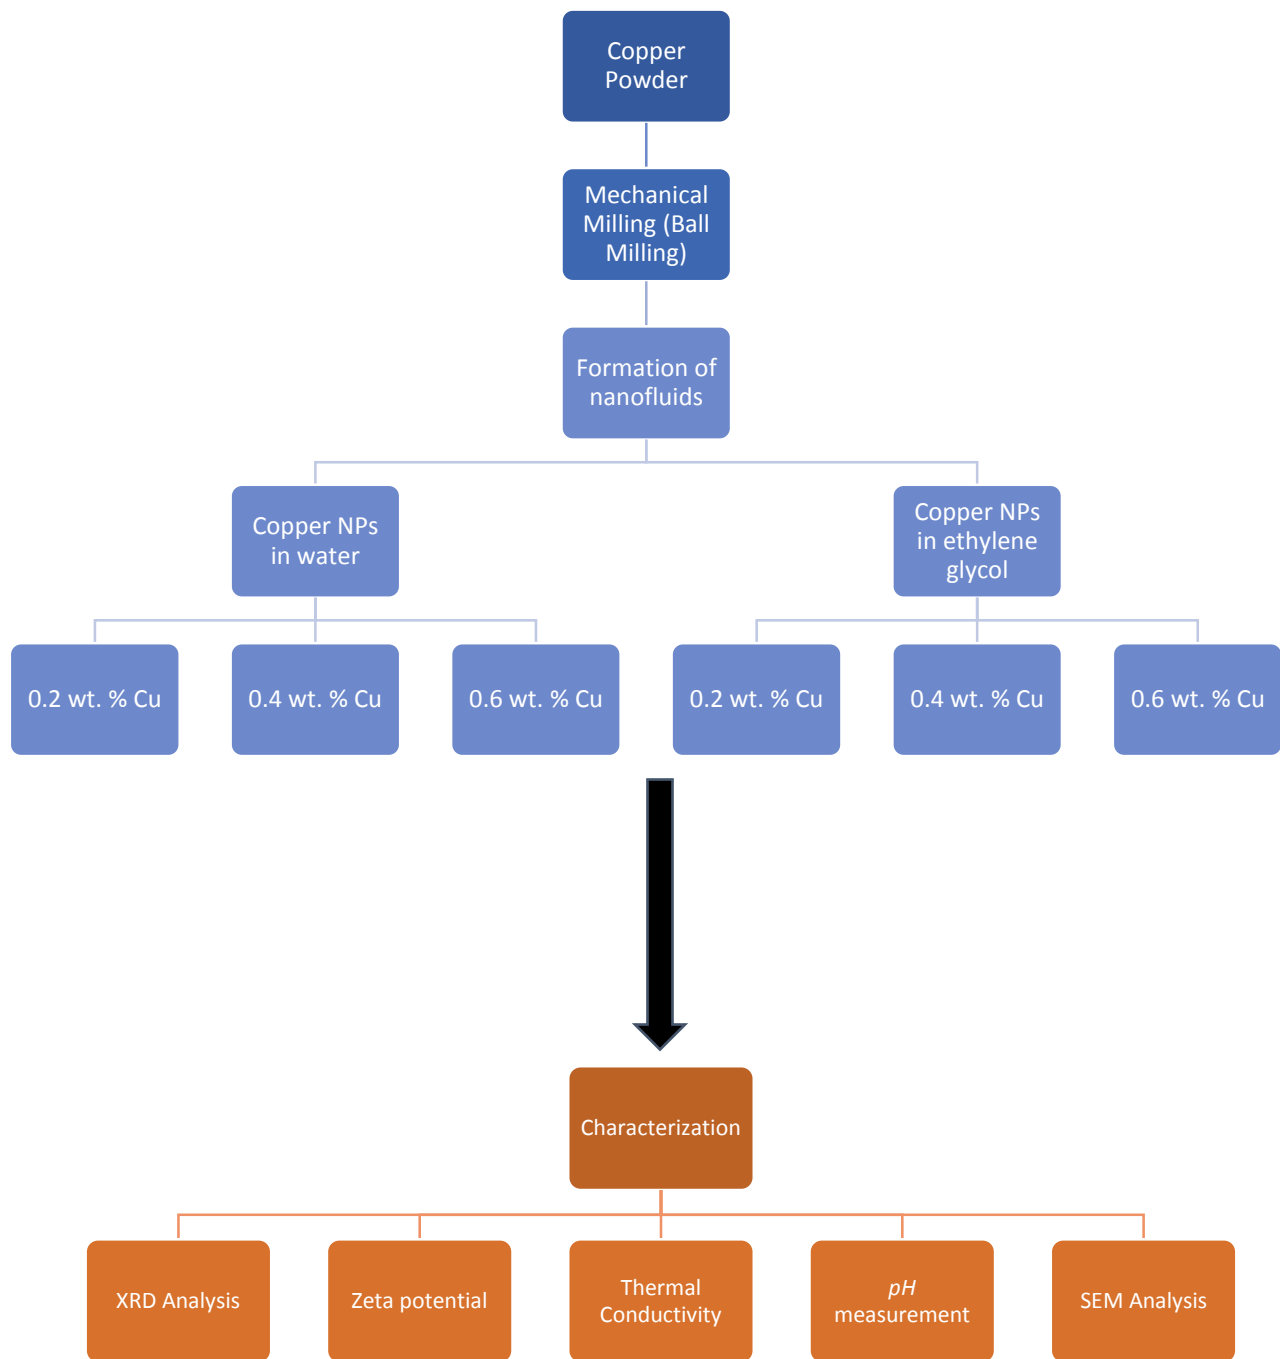 Copper
Powder
Mechanical
Milling (Ball
Milling)
Formation of
nanofluids
Copper NPs
in water
Copper NPs
in ethylene
glycol
0.2 wt. % Cu
0.4 wt. % Cu
0.6 wt. % Cu
0.2 wt. % Cu
0.4 wt. % Cu
0.6 wt. % Cu
Characterization
XRD Analysis
Zeta potential
Thermal
Conductivity
pH
measurement
SEM Analysis